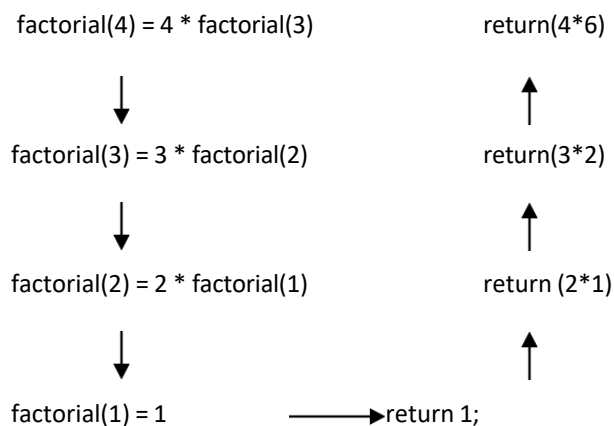 factorial(4) = 4 * factorial(3) return(4*6)
factorial(3) = 3 * factorial(2) return(3*2)
factorial(2) = 2 * factorial(1) return (2*1)
factorial(1) = 1 return 1;